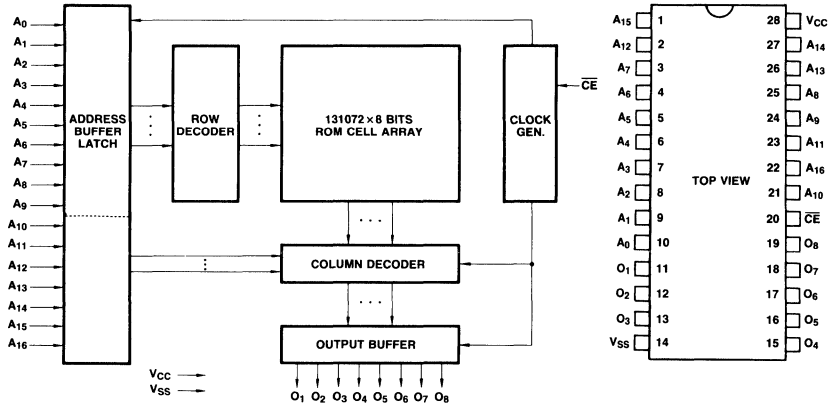 A0
A1
A2
A3
A4
A5
A6
A7
A8
A9
A10
A11
A12
A13
A14
A15
A16
ADDRESS
BUFFER
LATCH
ROW
DECODER
131072 × 8 BITS
ROM CELL ARRAY
CLOCK
GEN.
C̅E̅
COLUMN DECODER
OUTPUT BUFFER
VCC
VSS
O1 O2 O3 O4 O5 O6 O7 O8
TOP VIEW
A15 1 28 VCC
A12 2 27 A14
A7 3 26 A13
A6 4 25 A8
A5 5 24 A9
A4 6 23 A11
A3 7 22 A16
A2 8 21 A10
A1 9 20 C̅E̅
A0 10 19 O8
O1 11 18 O7
O2 12 17 O6
O3 13 16 O5
VSS 14 15 O4